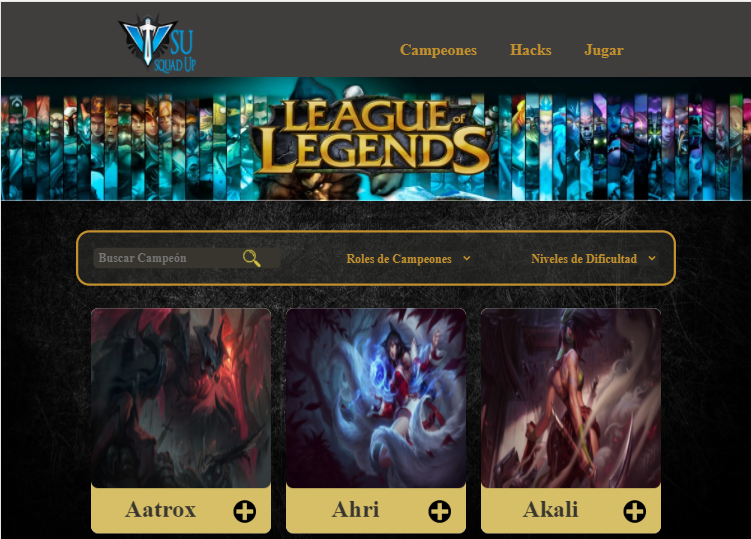 SU
SQUAD UP
Campeones Hacks Jugar
LEAGUE of
LEGENDS
Buscar Campeón Roles de Campeones Niveles de Dificultad
Aatrox Ahri Akali